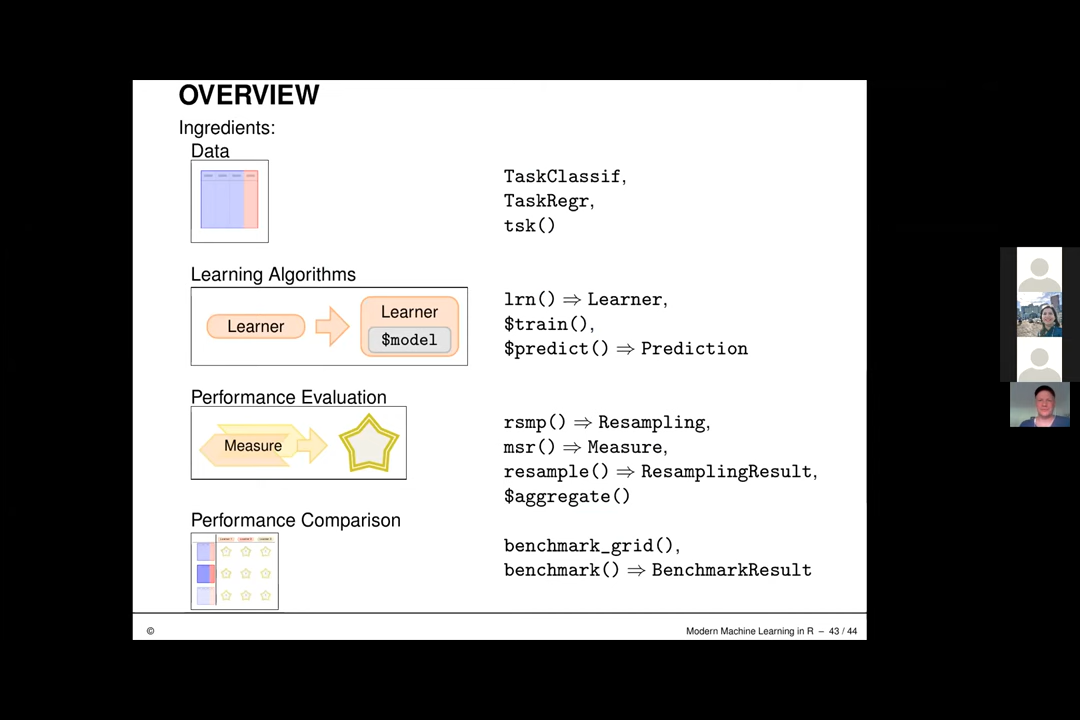 OVERVIEW
Ingredients:
Data
TaskClassif,
TaskRegr,
tsk()
Learning Algorithms
Learner
Learner
$model
lrn() ⇒ Learner,
$train(),
$predict() ⇒ Prediction
Performance Evaluation
Measure
rsmp() ⇒ Resampling,
msr() ⇒ Measure,
resample() ⇒ ResamplingResult,
$aggregate()
Performance Comparison
benchmark_grid(),
benchmark() ⇒ BenchmarkResult
©
Modern Machine Learning in R – 43 / 44